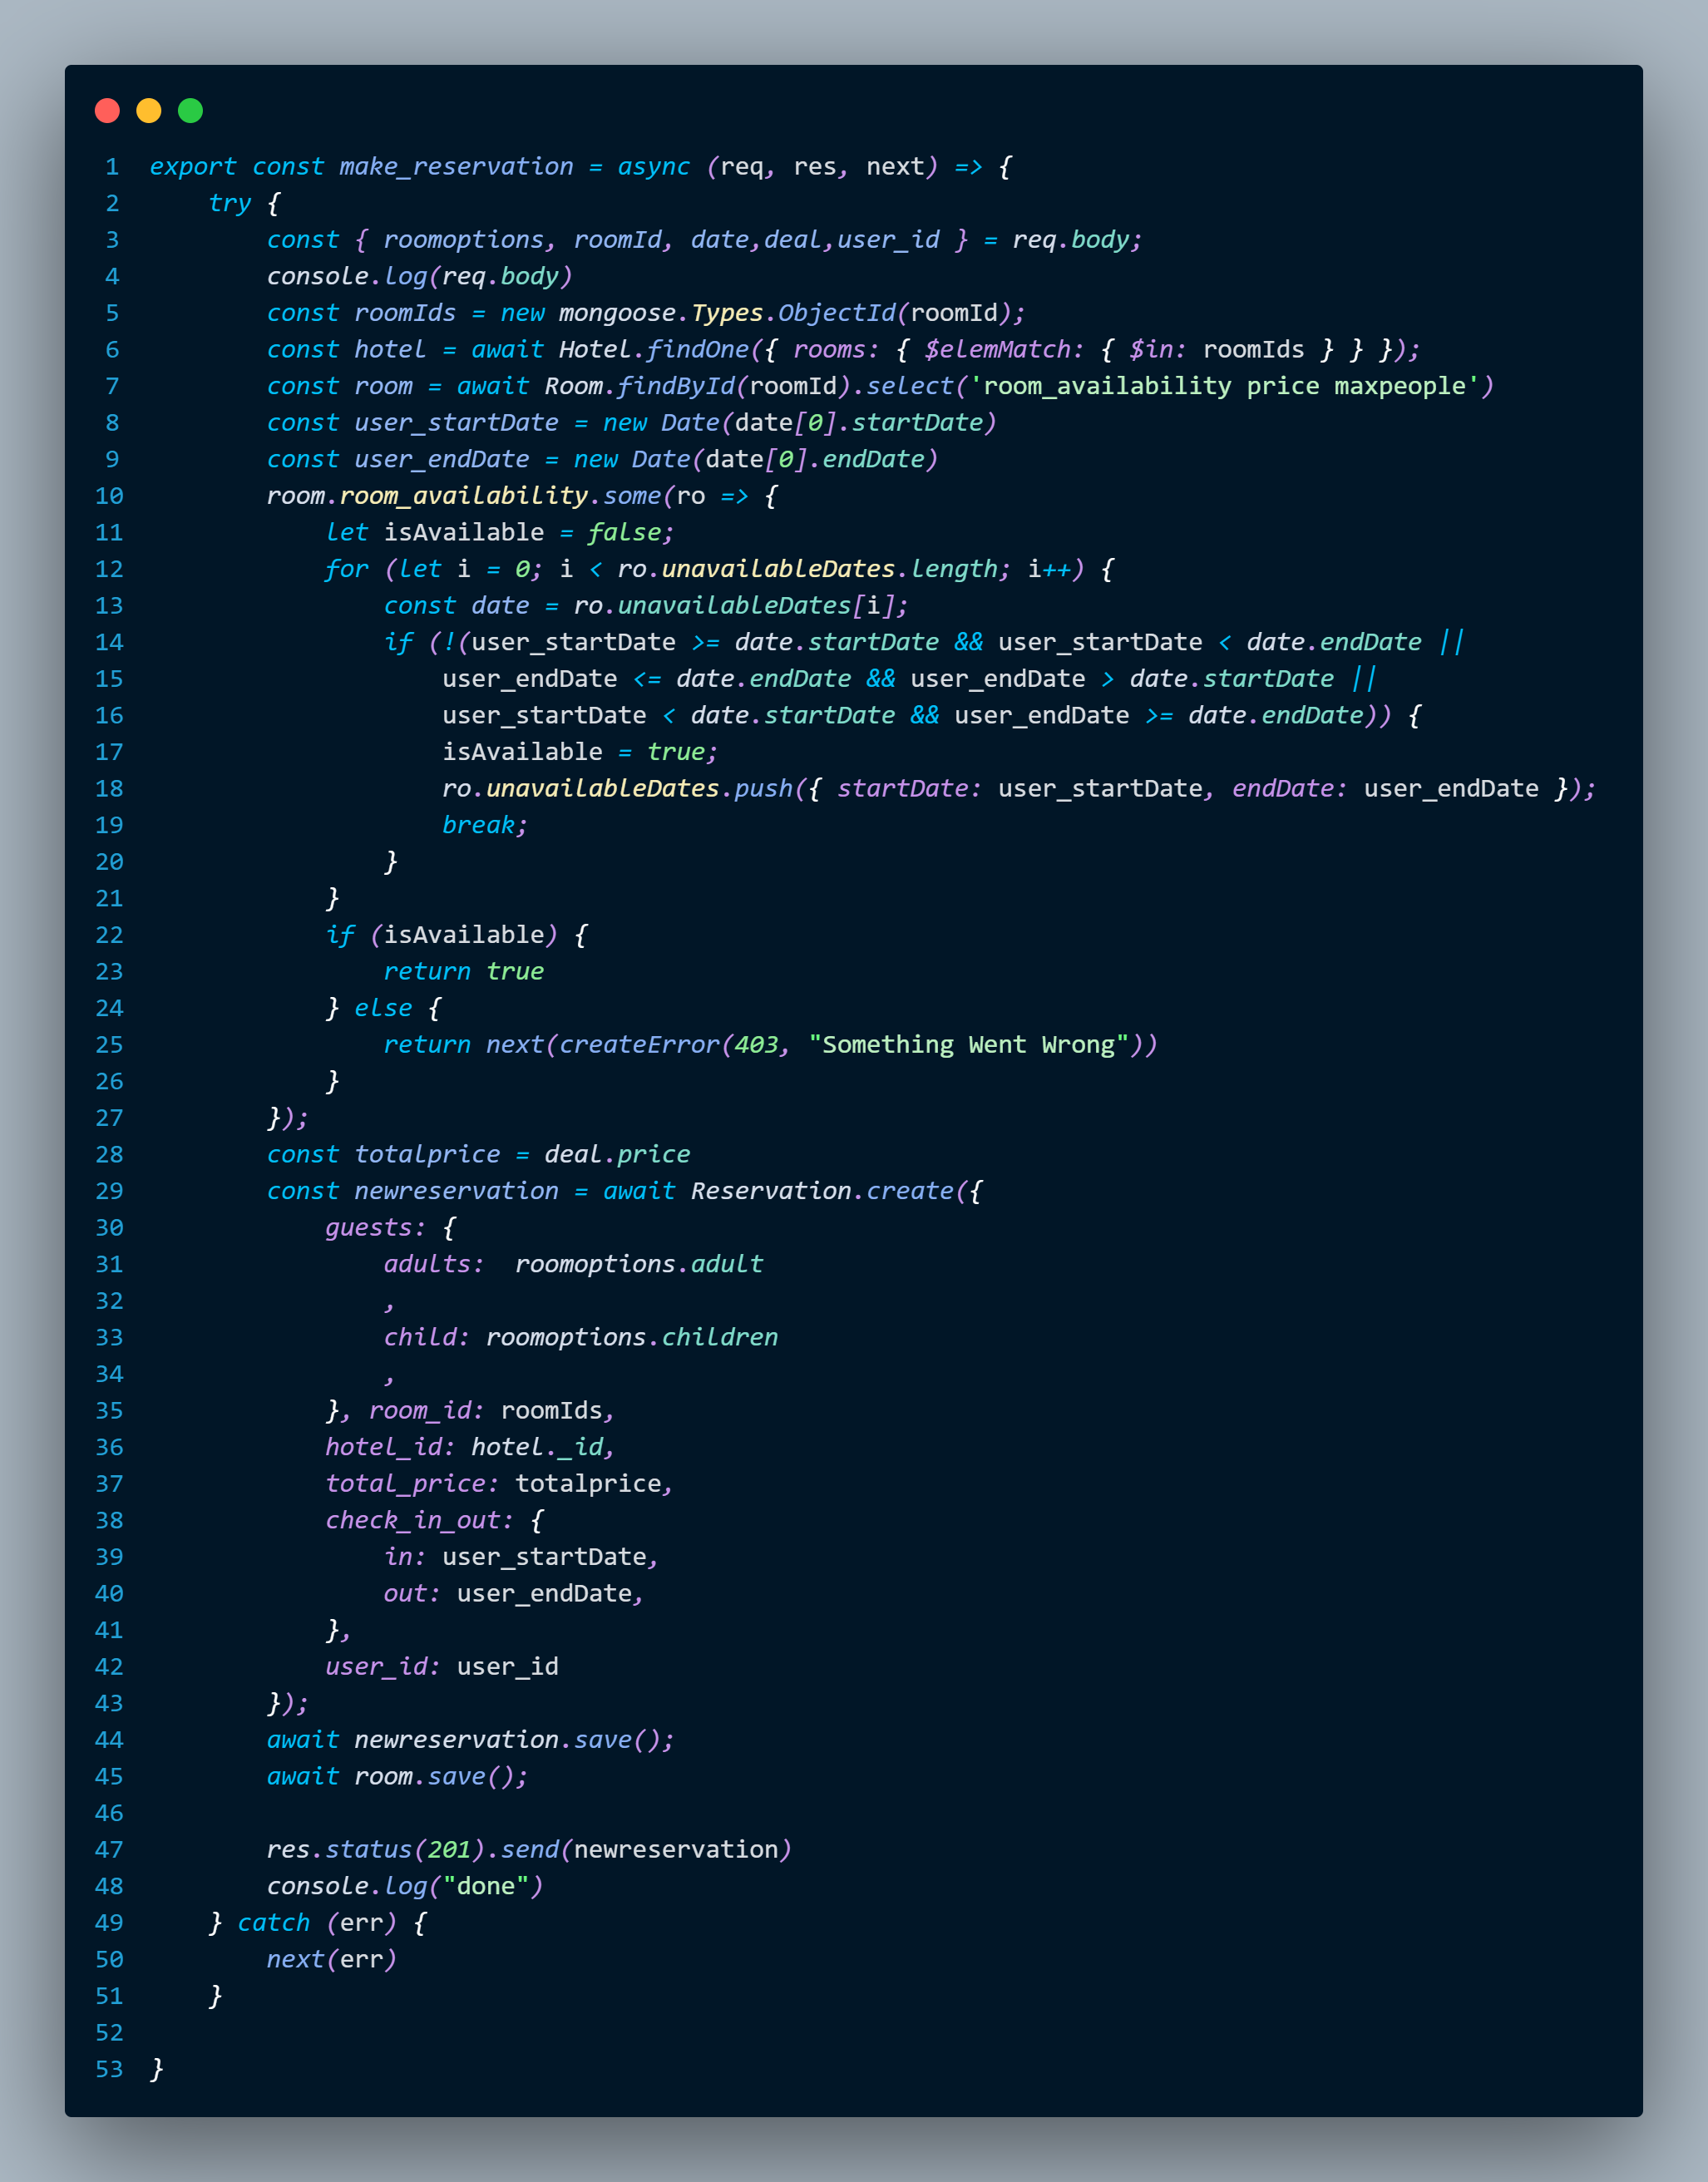 1 export const make_reservation = async (req, res, next) => {
2     try {
3         const { roomoptions, roomId, date,deal,user_id } = req.body;
4         console.log(req.body)
5         const roomIds = new mongoose.Types.ObjectId(roomId);
6         const hotel = await Hotel.findOne({ rooms: { $elemMatch: { $in: roomIds } } });
7         const room = await Room.findById(roomId).select('room_availability price maxpeople')
8         const user_startDate = new Date(date[0].startDate)
9         const user_endDate = new Date(date[0].endDate)
10         room.room_availability.some(ro => {
11             let isAvailable = false;
12             for (let i = 0; i < ro.unavailableDates.length; i++) {
13                 const date = ro.unavailableDates[i];
14                 if (!(user_startDate >= date.startDate && user_startDate < date.endDate ||
15                     user_endDate <= date.endDate && user_endDate > date.startDate ||
16                     user_startDate < date.startDate && user_endDate >= date.endDate)) {
17                     isAvailable = true;
18                     ro.unavailableDates.push({ startDate: user_startDate, endDate: user_endDate });
19                     break;
20                 }
21             }
22             if (isAvailable) {
23                 return true
24             } else {
25                 return next(createError(403, "Something Went Wrong"))
26             }
27         });
28         const totalprice = deal.price
29         const newreservation = await Reservation.create({
30             guests: {
31                 adults:  roomoptions.adult
32                 ,
33                 child: roomoptions.children
34                 ,
35             }, room_id: roomIds,
36             hotel_id: hotel._id,
37             total_price: totalprice,
38             check_in_out: {
39                 in: user_startDate,
40                 out: user_endDate,
41             },
42             user_id: user_id
43         });
44         await newreservation.save();
45         await room.save();
46
47         res.status(201).send(newreservation)
48         console.log("done")
49     } catch (err) {
50         next(err)
51     }
52
53 }